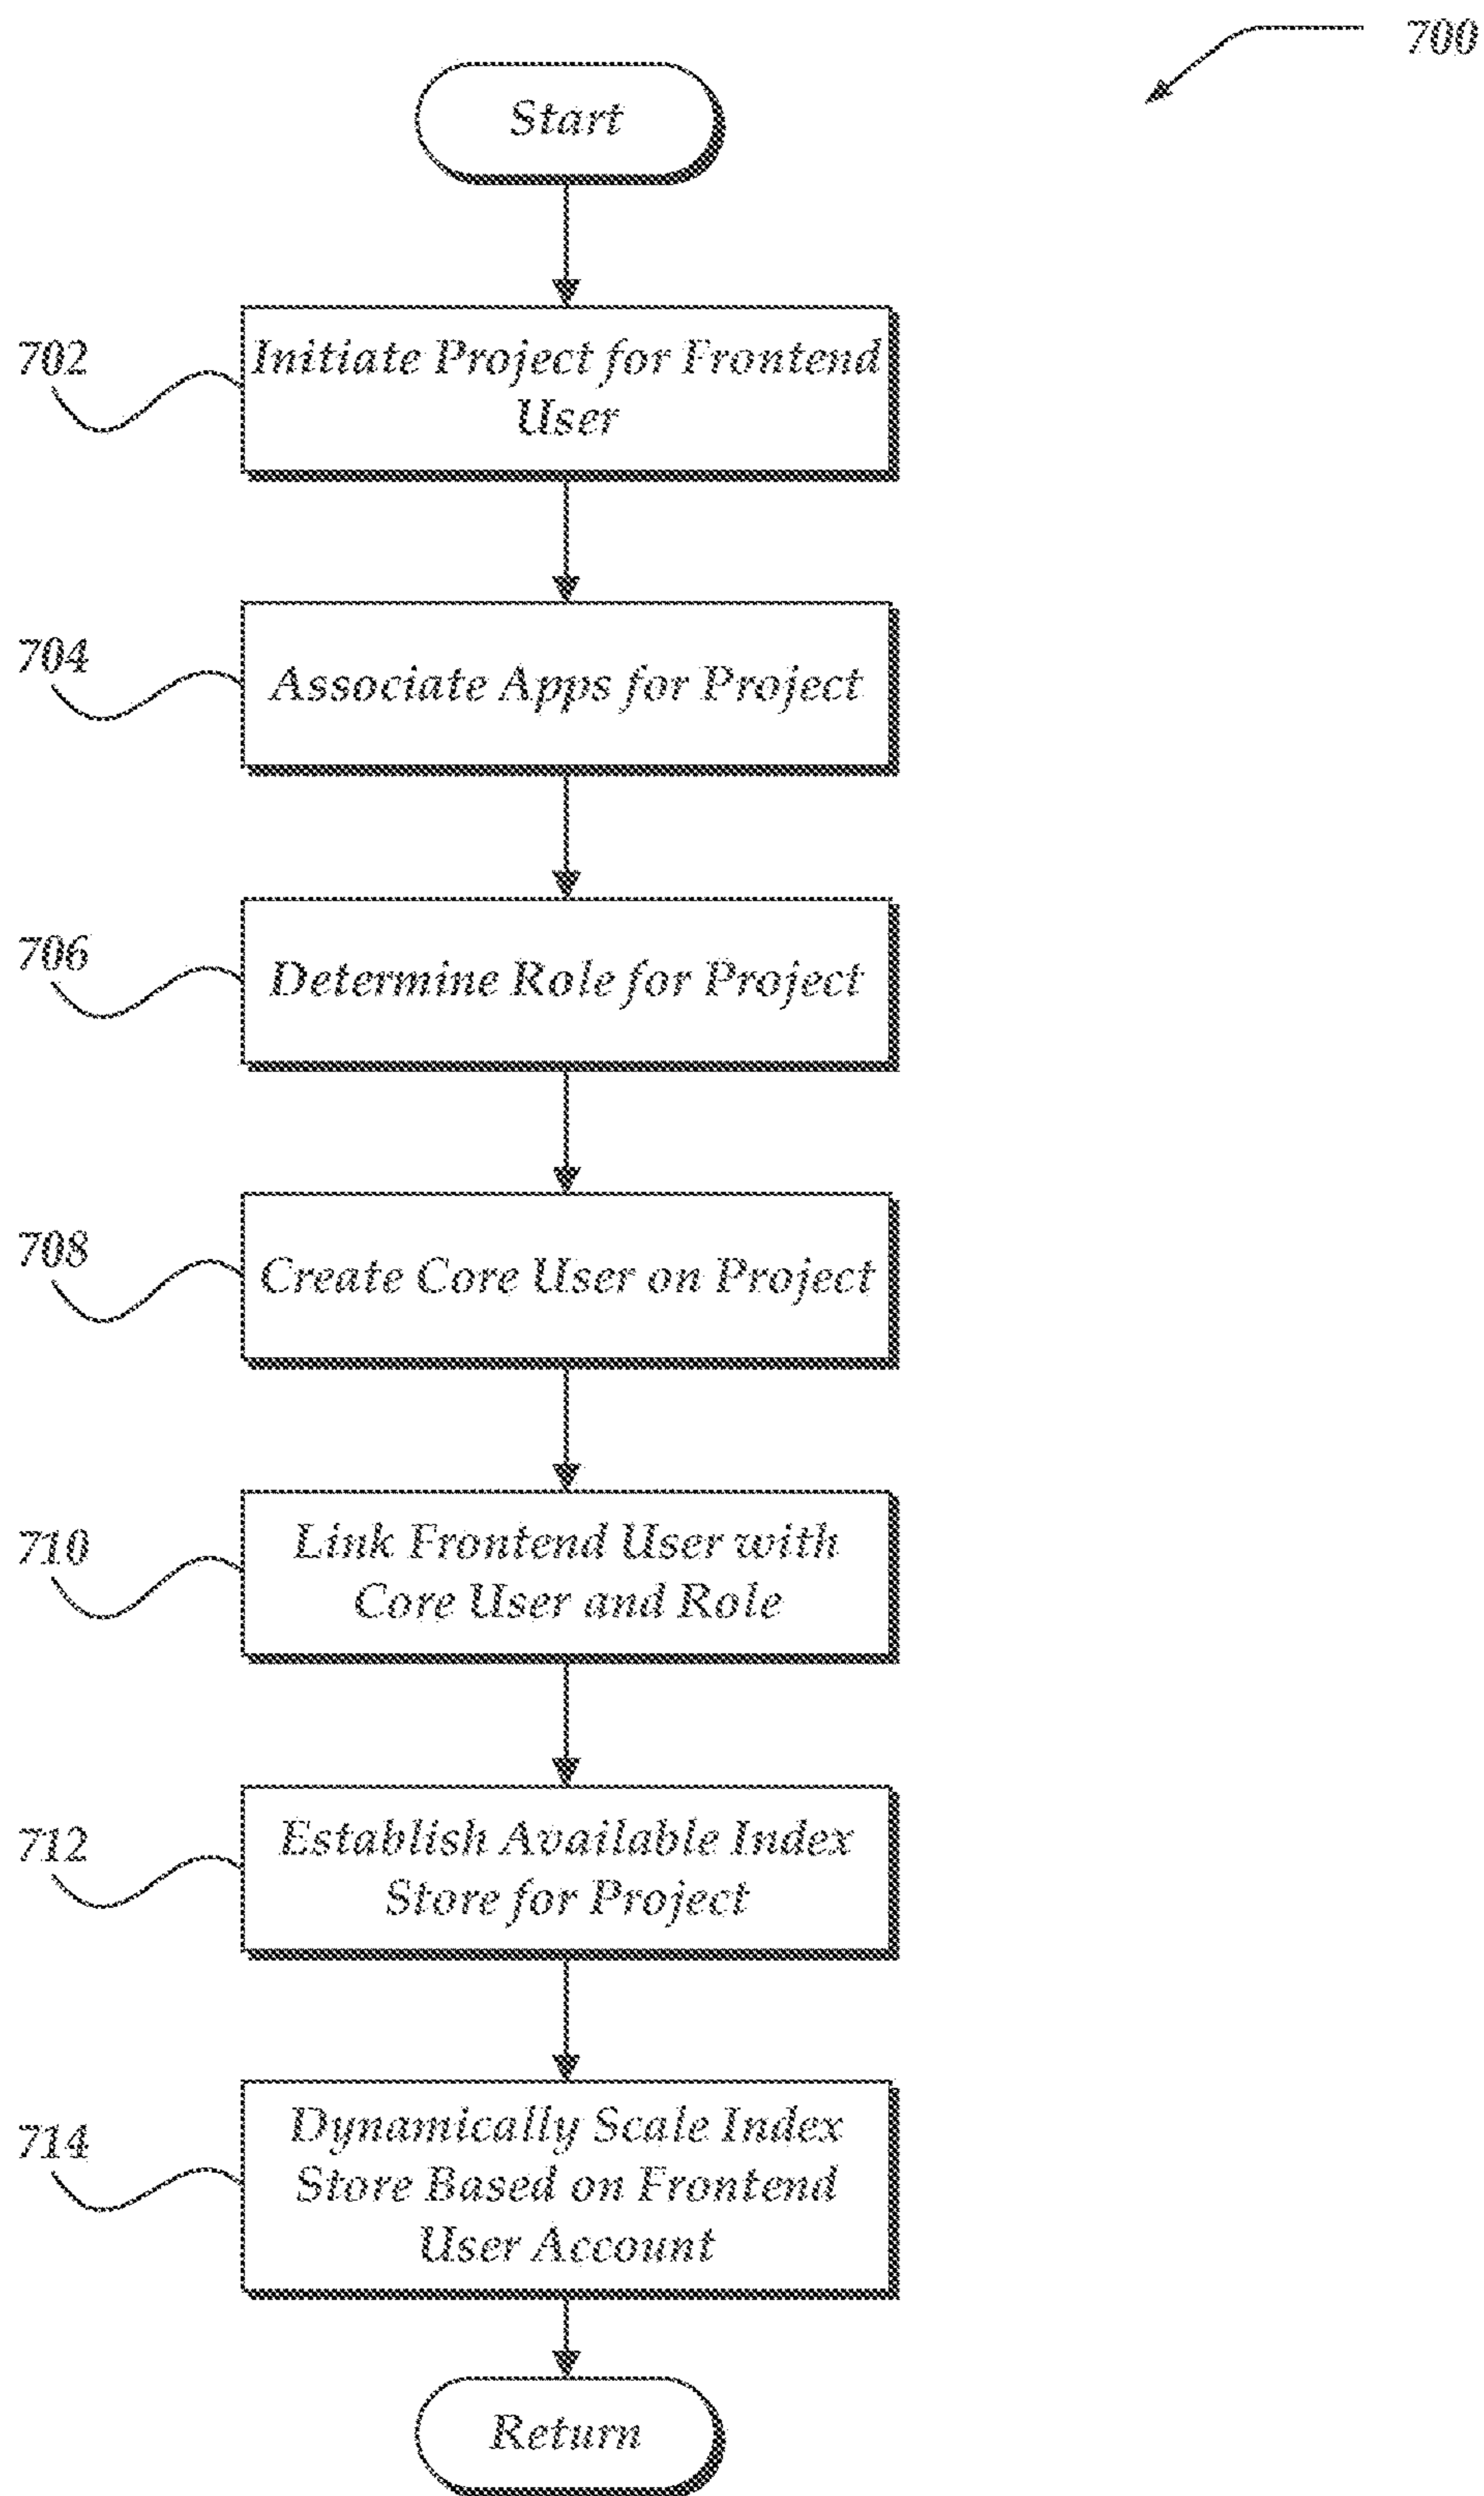 700
Start
702
Initiate Project for Frontend
User
704
Associate Apps for Project
706
Determine Role for Project
708
Create Core User on Project
710
Link Frontend User with
Core User and Role
712
Establish Available Index
Store for Project
714
Dynamically Scale Index
Store Based on Frontend
User Account
Return